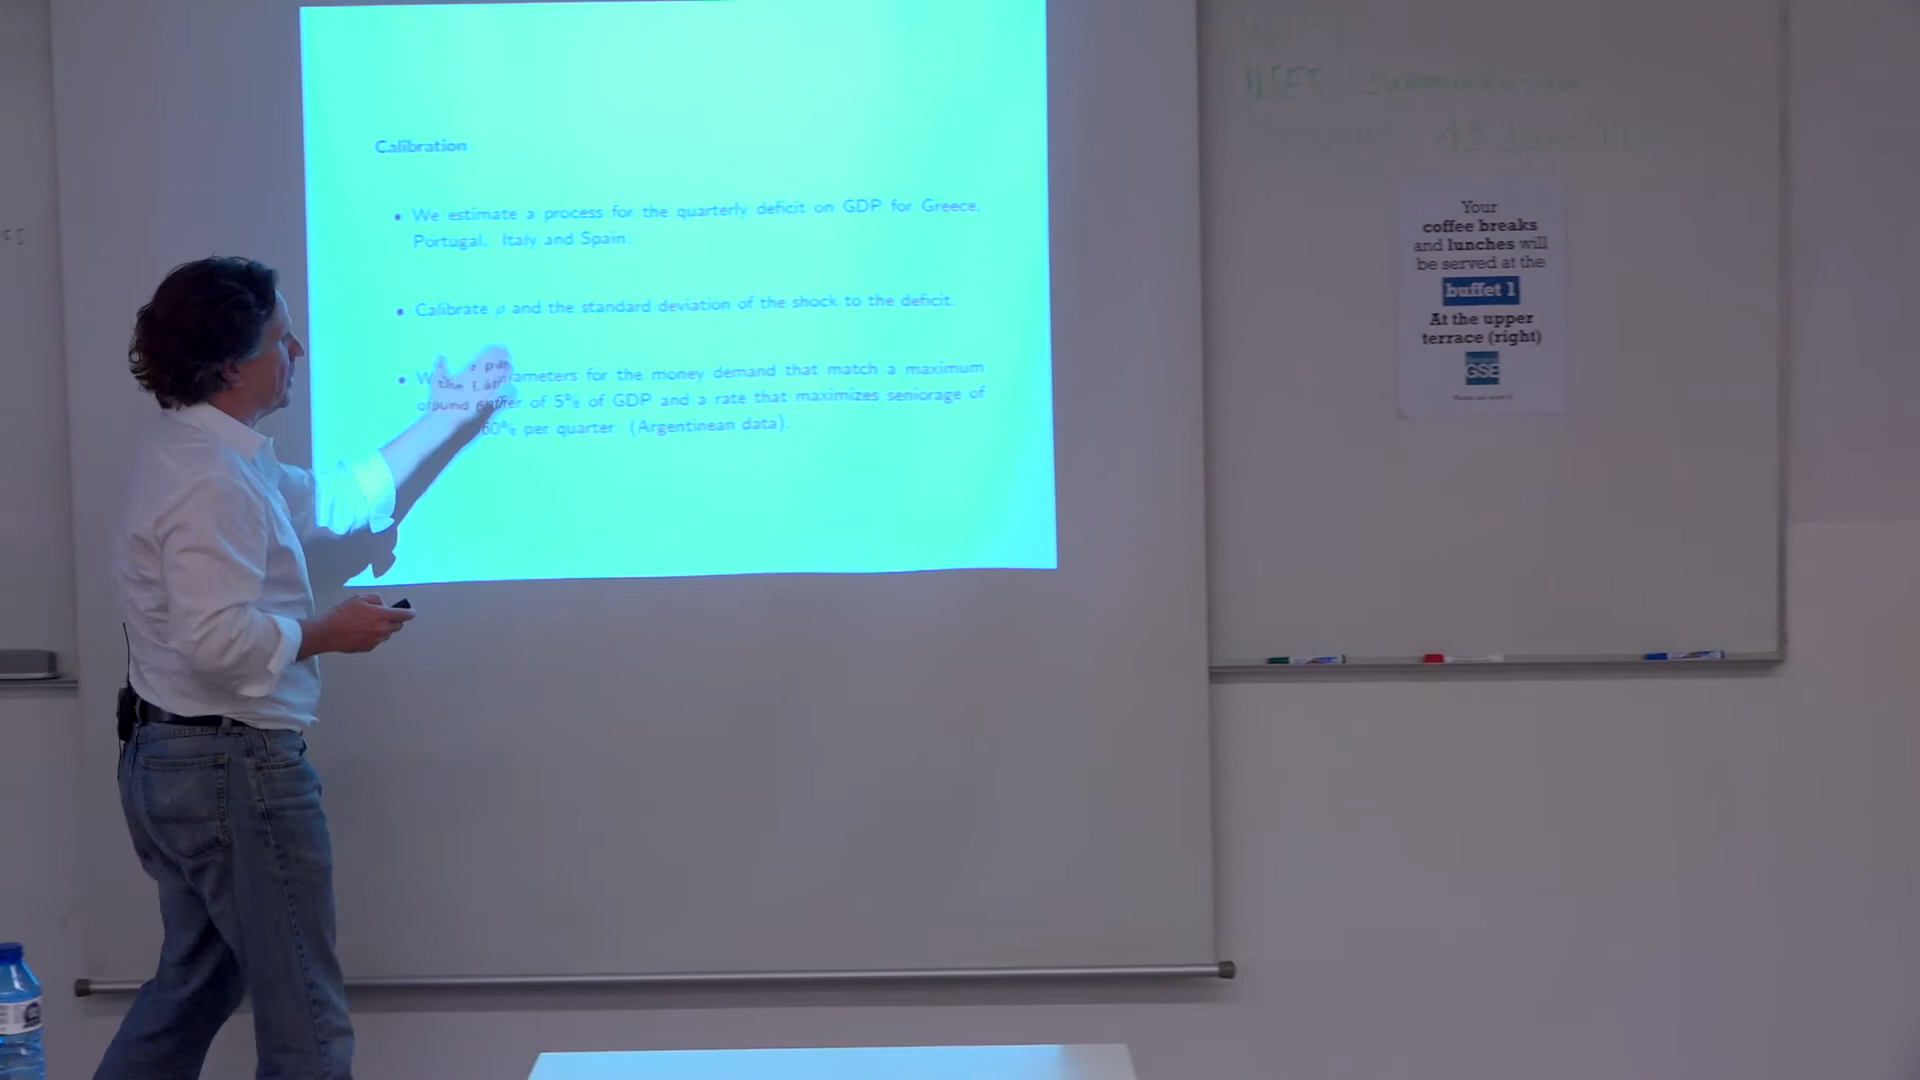 Calibration
• We estimate a process for the quarterly deficit on GDP for Greece,
Portugal, Italy and Spain.
• Calibrate ρ and the standard deviation of the shock to the deficit.
• parameters for the money demand that match a maximum
of 5% of GDP and a rate that maximizes seniorage of
60% per quarter. (Argentinean data).
Your
coffee breaks
and lunches will
be served at the
buffet 1
At the upper
terrace (right)
GSE